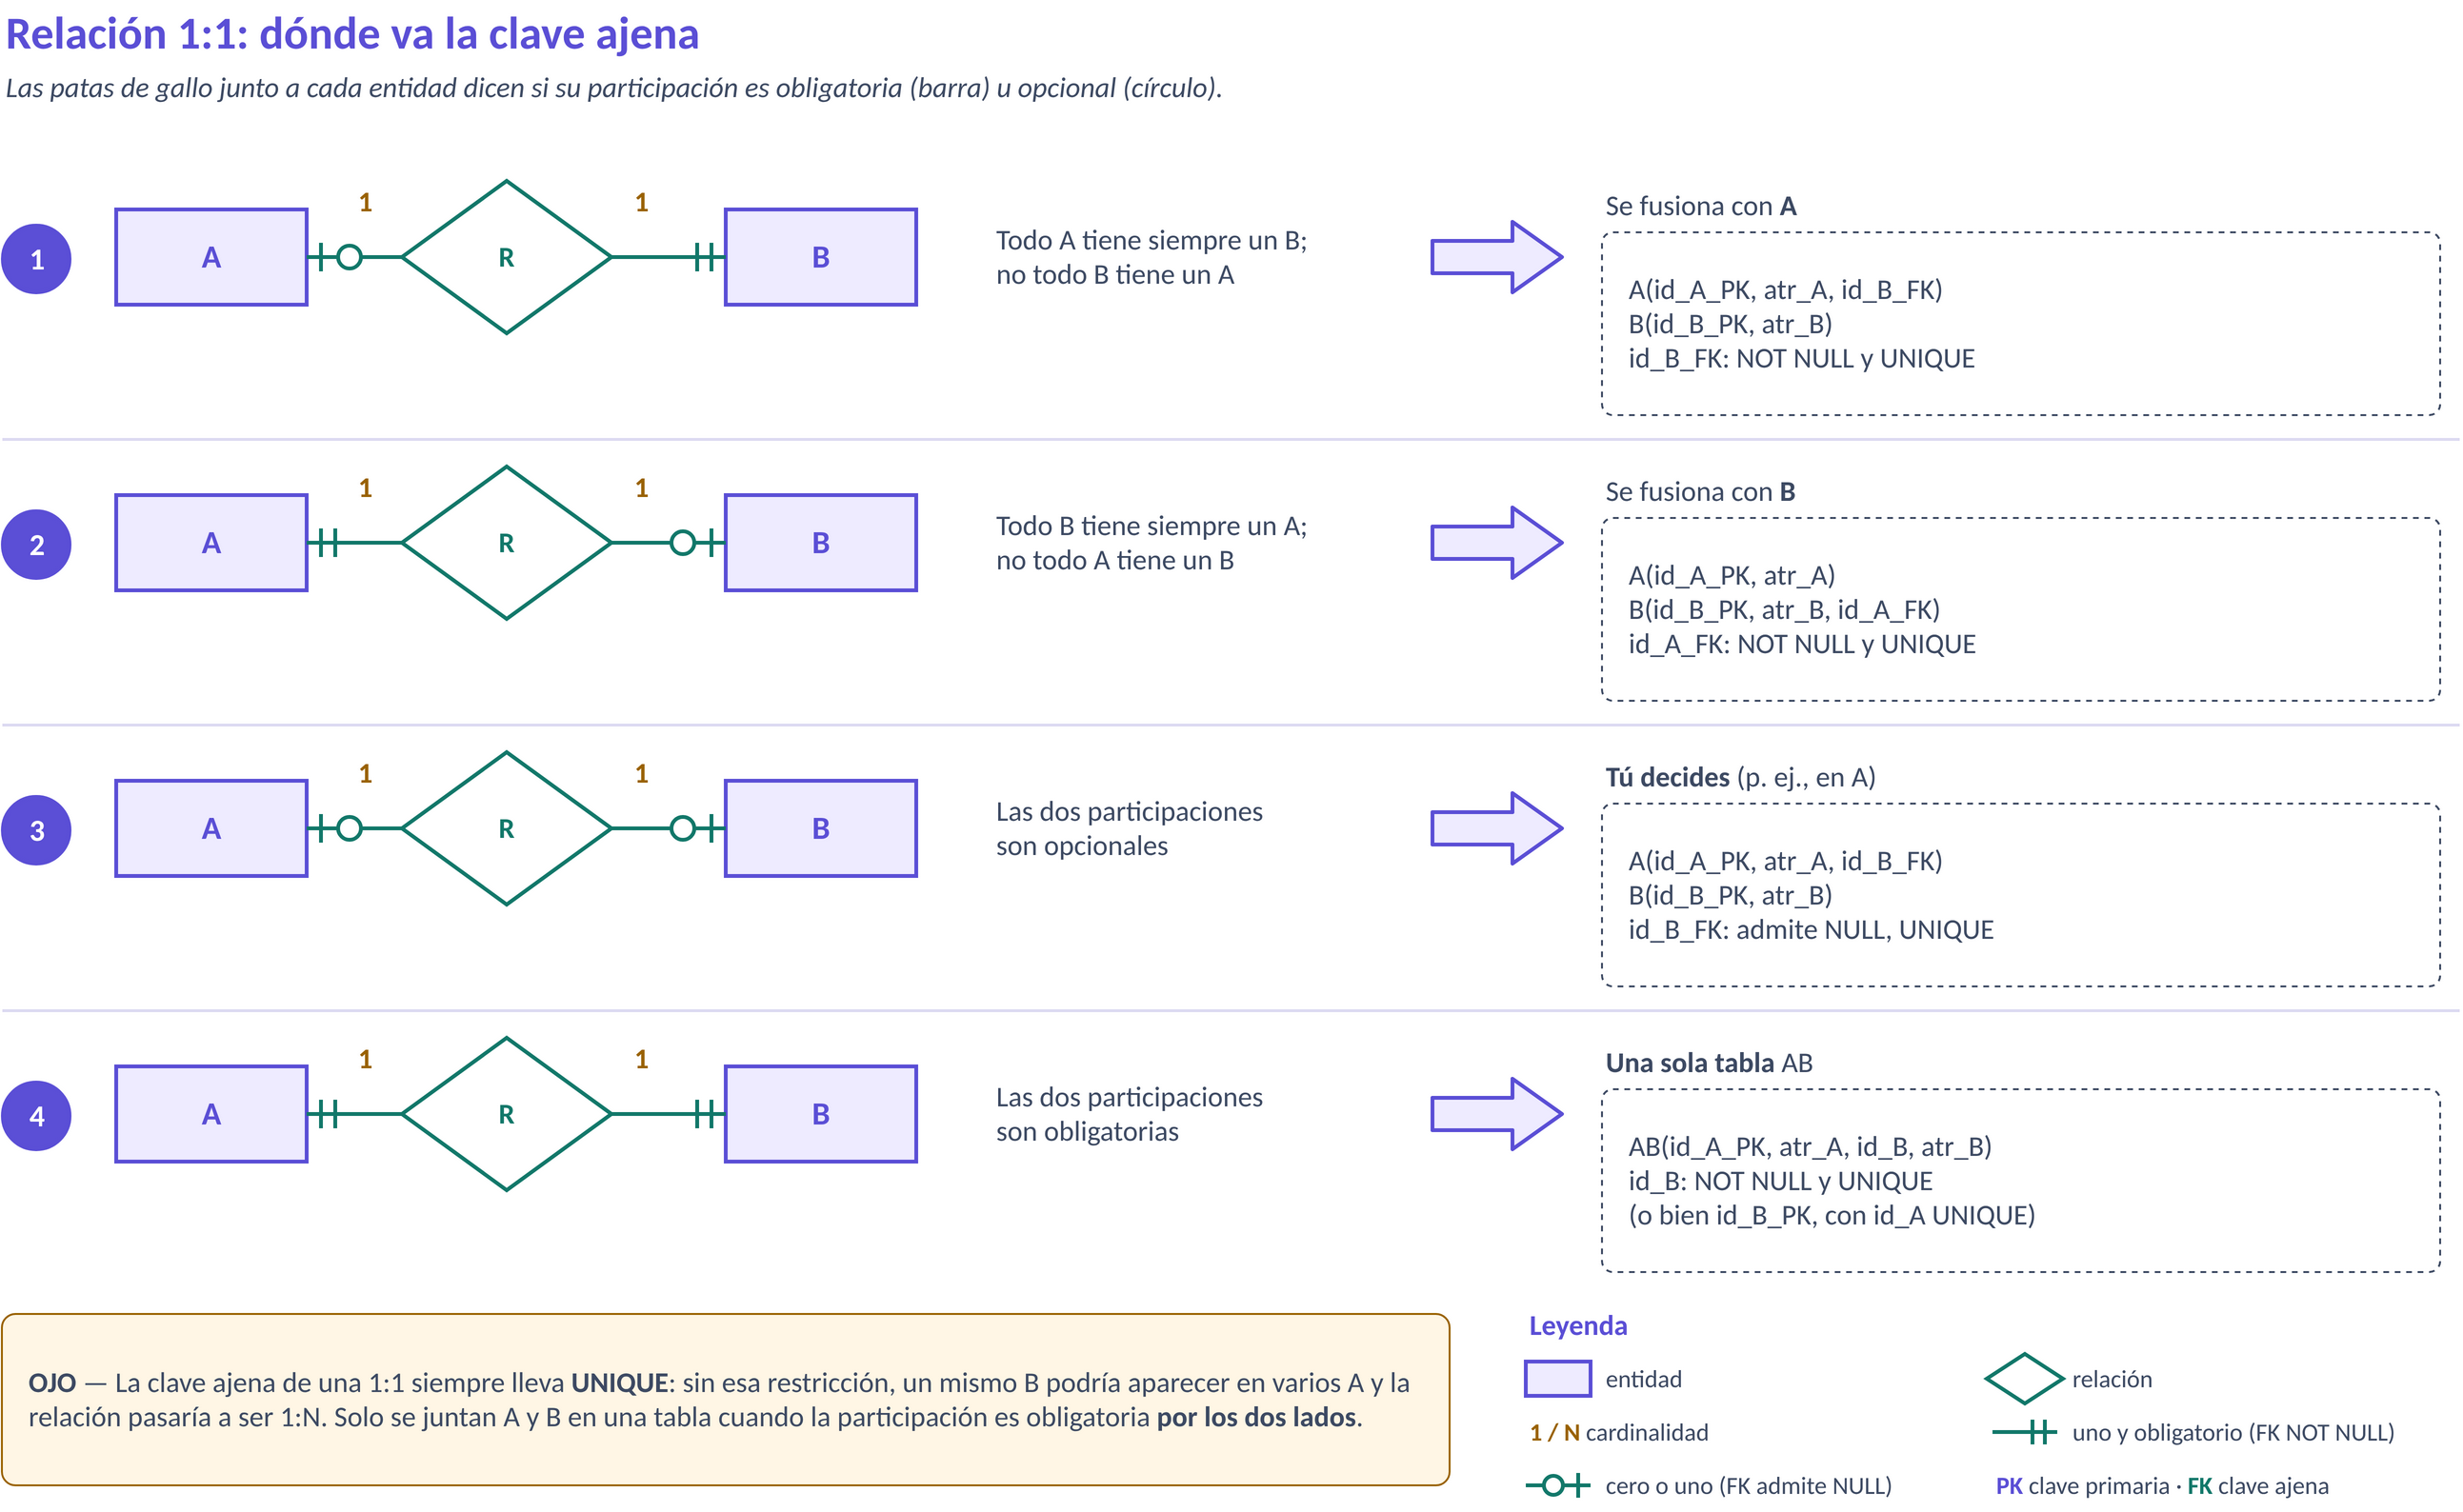 Relación 1:1: dónde va la clave ajena
Las patas de gallo junto a cada entidad dicen si su participación es obligatoria (barra) u opcional (círculo).
1
A
1
R
1
B
Todo A tiene siempre un B;
no todo B tiene un A
Se fusiona con A
A(id_A_PK, atr_A, id_B_FK)
B(id_B_PK, atr_B)
id_B_FK: NOT NULL y UNIQUE
2
A
1
R
1
B
Todo B tiene siempre un A;
no todo A tiene un B
Se fusiona con B
A(id_A_PK, atr_A)
B(id_B_PK, atr_B, id_A_FK)
id_A_FK: NOT NULL y UNIQUE
3
A
1
R
1
B
Las dos participaciones
son opcionales
Tú decides (p. ej., en A)
A(id_A_PK, atr_A, id_B_FK)
B(id_B_PK, atr_B)
id_B_FK: admite NULL, UNIQUE
4
A
1
R
1
B
Las dos participaciones
son obligatorias
Una sola tabla AB
AB(id_A_PK, atr_A, id_B, atr_B)
id_B: NOT NULL y UNIQUE
(o bien id_B_PK, con id_A UNIQUE)
OJO — La clave ajena de una 1:1 siempre lleva UNIQUE: sin esa restricción, un mismo B podría aparecer en varios A y la
relación pasaría a ser 1:N. Solo se juntan A y B en una tabla cuando la participación es obligatoria por los dos lados.
Leyenda
entidad
relación
1 / N cardinalidad
uno y obligatorio (FK NOT NULL)
cero o uno (FK admite NULL)
PK clave primaria · FK clave ajena